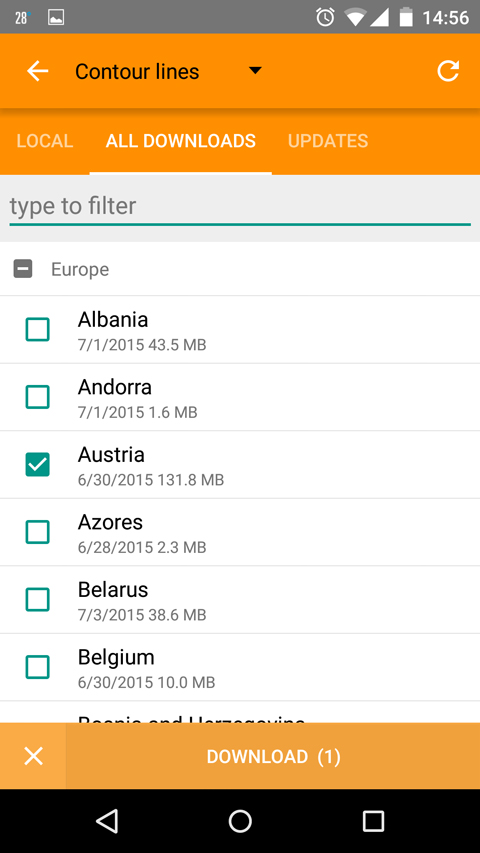 28° 14:56
Contour lines
LOCAL ALL DOWNLOADS UPDATES
type to filter
Europe
Albania
7/1/2015 43.5 MB
Andorra
7/1/2015 1.6 MB
Austria
6/30/2015 131.8 MB
Azores
6/28/2015 2.3 MB
Belarus
7/3/2015 38.6 MB
Belgium
6/30/2015 10.0 MB
Bosnia and Herzegovina
DOWNLOAD (1)